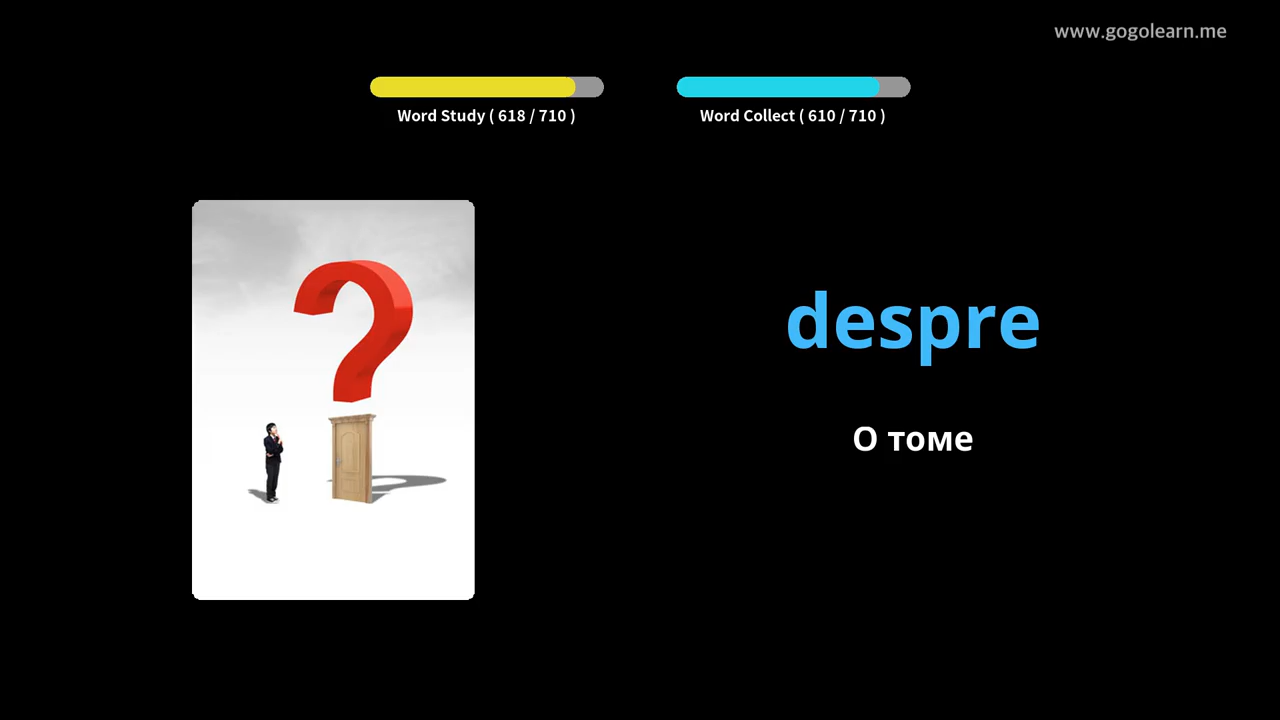 www.gogolearn.me
Word Study ( 618 / 710 )
Word Collect ( 610 / 710 )
despre
О томе